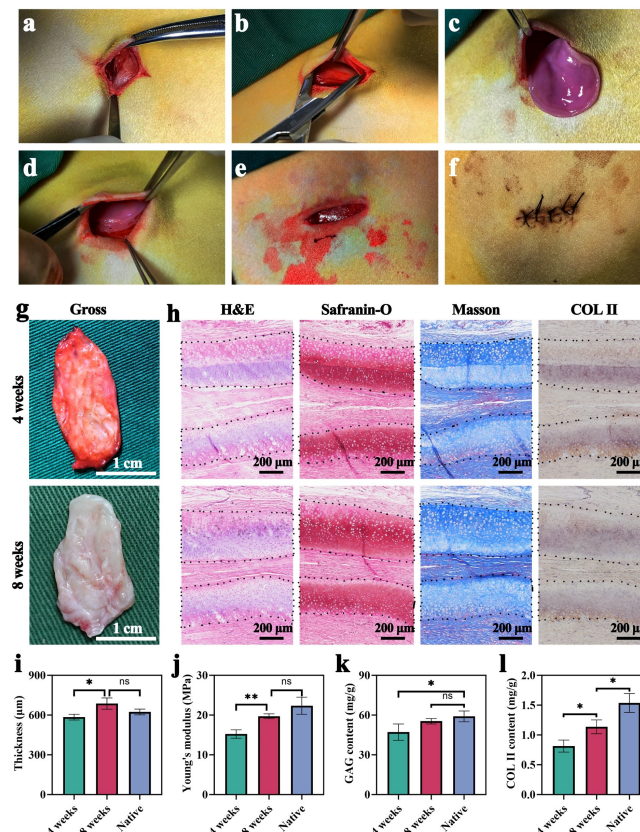 a b c
d e f
g Gross h H&E Safranin-O Masson COL II
4 weeks
1 cm 200 μm 200 μm 200 μm 200 μm
8 weeks
1 cm 200 μm 200 μm 200 μm 200 μm
i j k l
Thickness (μm)
900
600
300
0
* ns
4 weeks 8 weeks Native
Young's modulus (MPa)
40
30
20
10
0
** ns
4 weeks 8 weeks Native
GAG content (mg/g)
90
60
30
0
*
ns
4 weeks 8 weeks Native
COL II content (mg/g)
2.0
1.5
1.0
0.5
0.0
* *
4 weeks 8 weeks Native